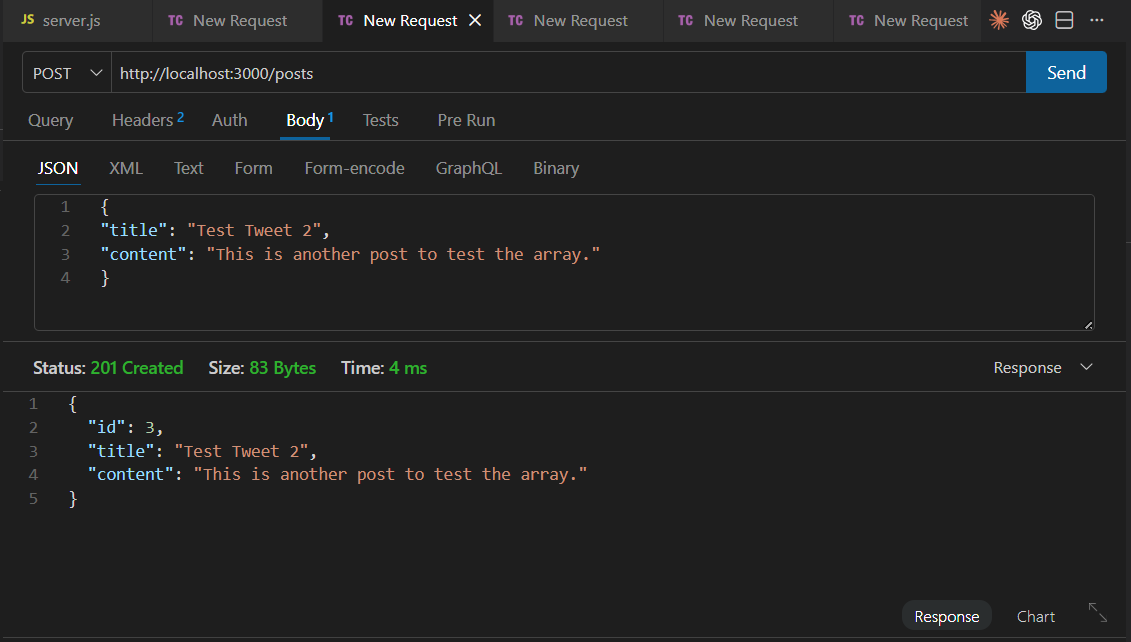 JS server.js TC New Request TC New Request TC New Request TC New Request TC New Request
POST http://localhost:3000/posts Send
Query Headers 2 Auth Body 1 Tests Pre Run
JSON XML Text Form Form-encode GraphQL Binary
1 {
2 "title": "Test Tweet 2",
3 "content": "This is another post to test the array."
4 }
Status: 201 Created Size: 83 Bytes Time: 4 ms Response
1 {
2 "id": 3,
3 "title": "Test Tweet 2",
4 "content": "This is another post to test the array."
5 }
Response Chart